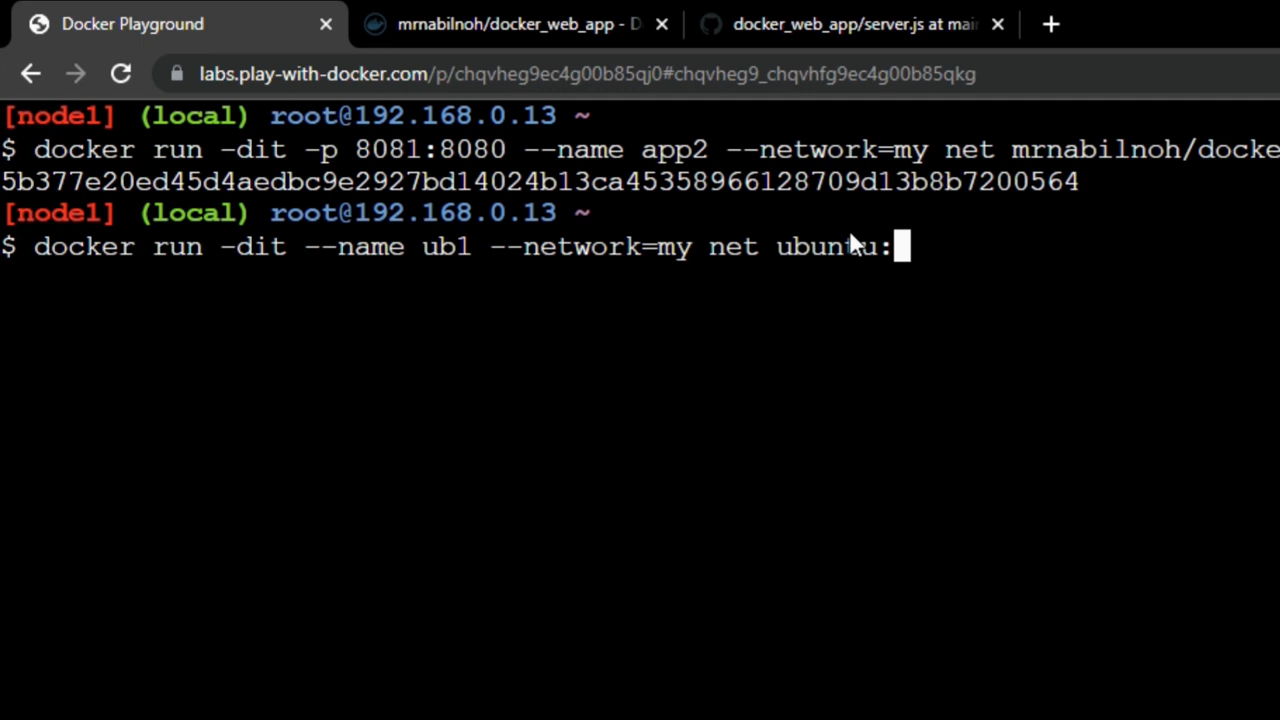 Docker Playground
mrnabilnoh/docker_web_app - D
docker_web_app/server.js at mai
labs.play-with-docker.com/p/chqvheg9ec4g00b85qj0#chqvheg9_chqvhfg9ec4g00b85qkg
[node1] (local) root@192.168.0.13 ~
$ docker run -dit -p 8081:8080 --name app2 --network=my net mrnabilnoh/docke
5b377e20ed45d4aedbc9e2927bd14024b13ca45358966128709d13b8b7200564
[node1] (local) root@192.168.0.13 ~
$ docker run -dit --name ub1 --network=my net ubuntu: